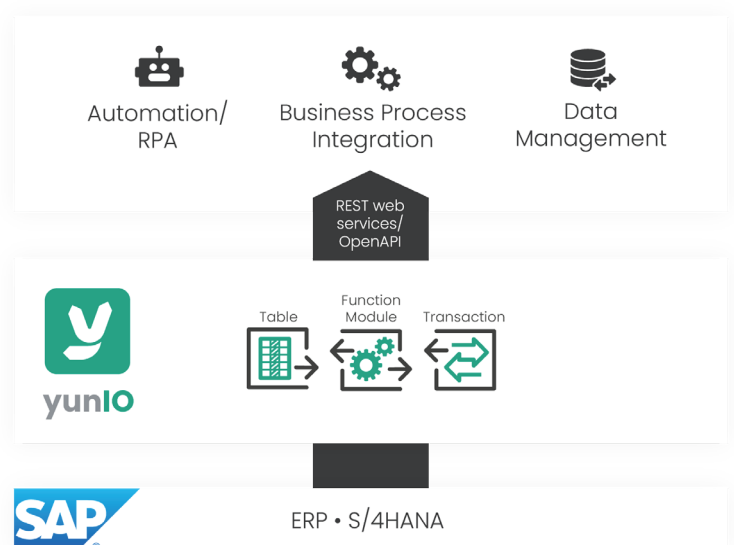 Automation/
RPA
Business Process
Integration
Data
Management
REST web
services/
OpenAPI
Table
Function
Module
Transaction
yunIO
SAP
ERP • S/4HANA